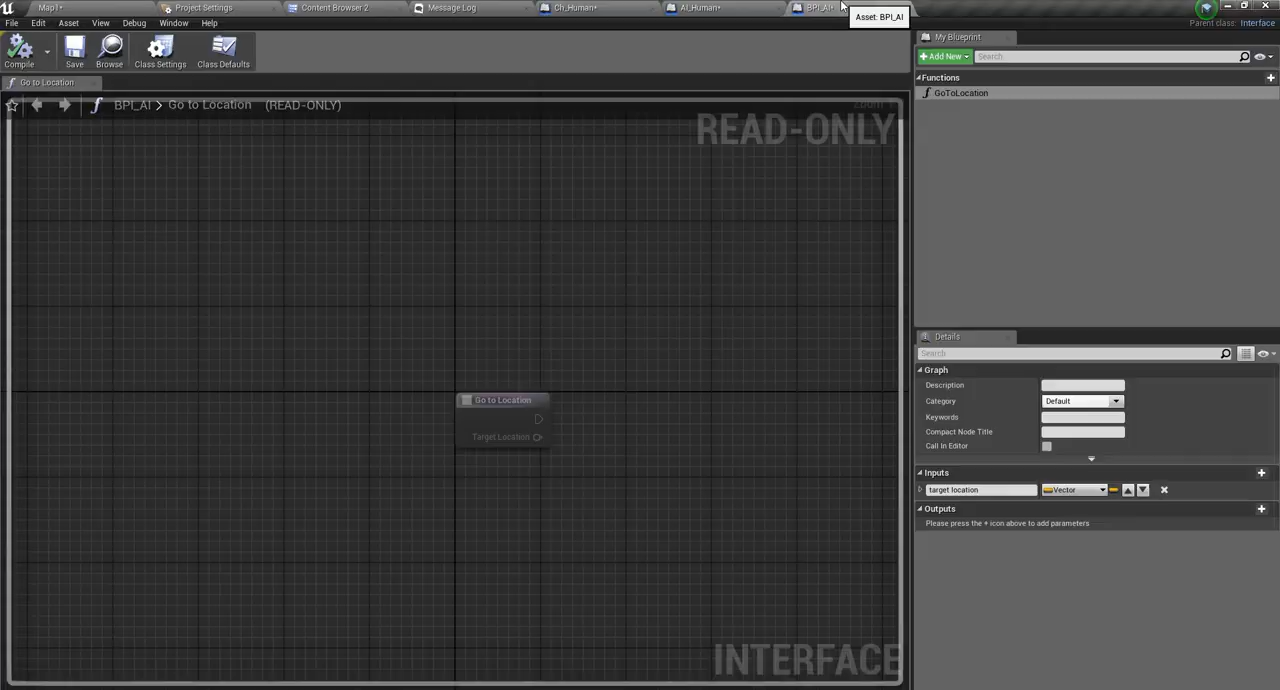 Map1*
Project Settings
Content Browser 2
Message Log
Ch_Human*
AI_Human*
BPI_AI*
Asset: BPI_AI
File Edit Asset View Debug Window Help
Parent class: Interface
Compile
Save
Browse
Class Settings
Class Defaults
My Blueprint
Add New
Search
Functions
GoToLocation
Go to Location
BPI_AI > Go to Location (READ-ONLY)
READ-ONLY
Go to Location
Target Location
INTERFACE
Details
Search
Graph
Description
Category Default
Keywords
Compact Node Title
Call In Editor
Inputs
target location Vector
Outputs
Please press the + icon above to add parameters